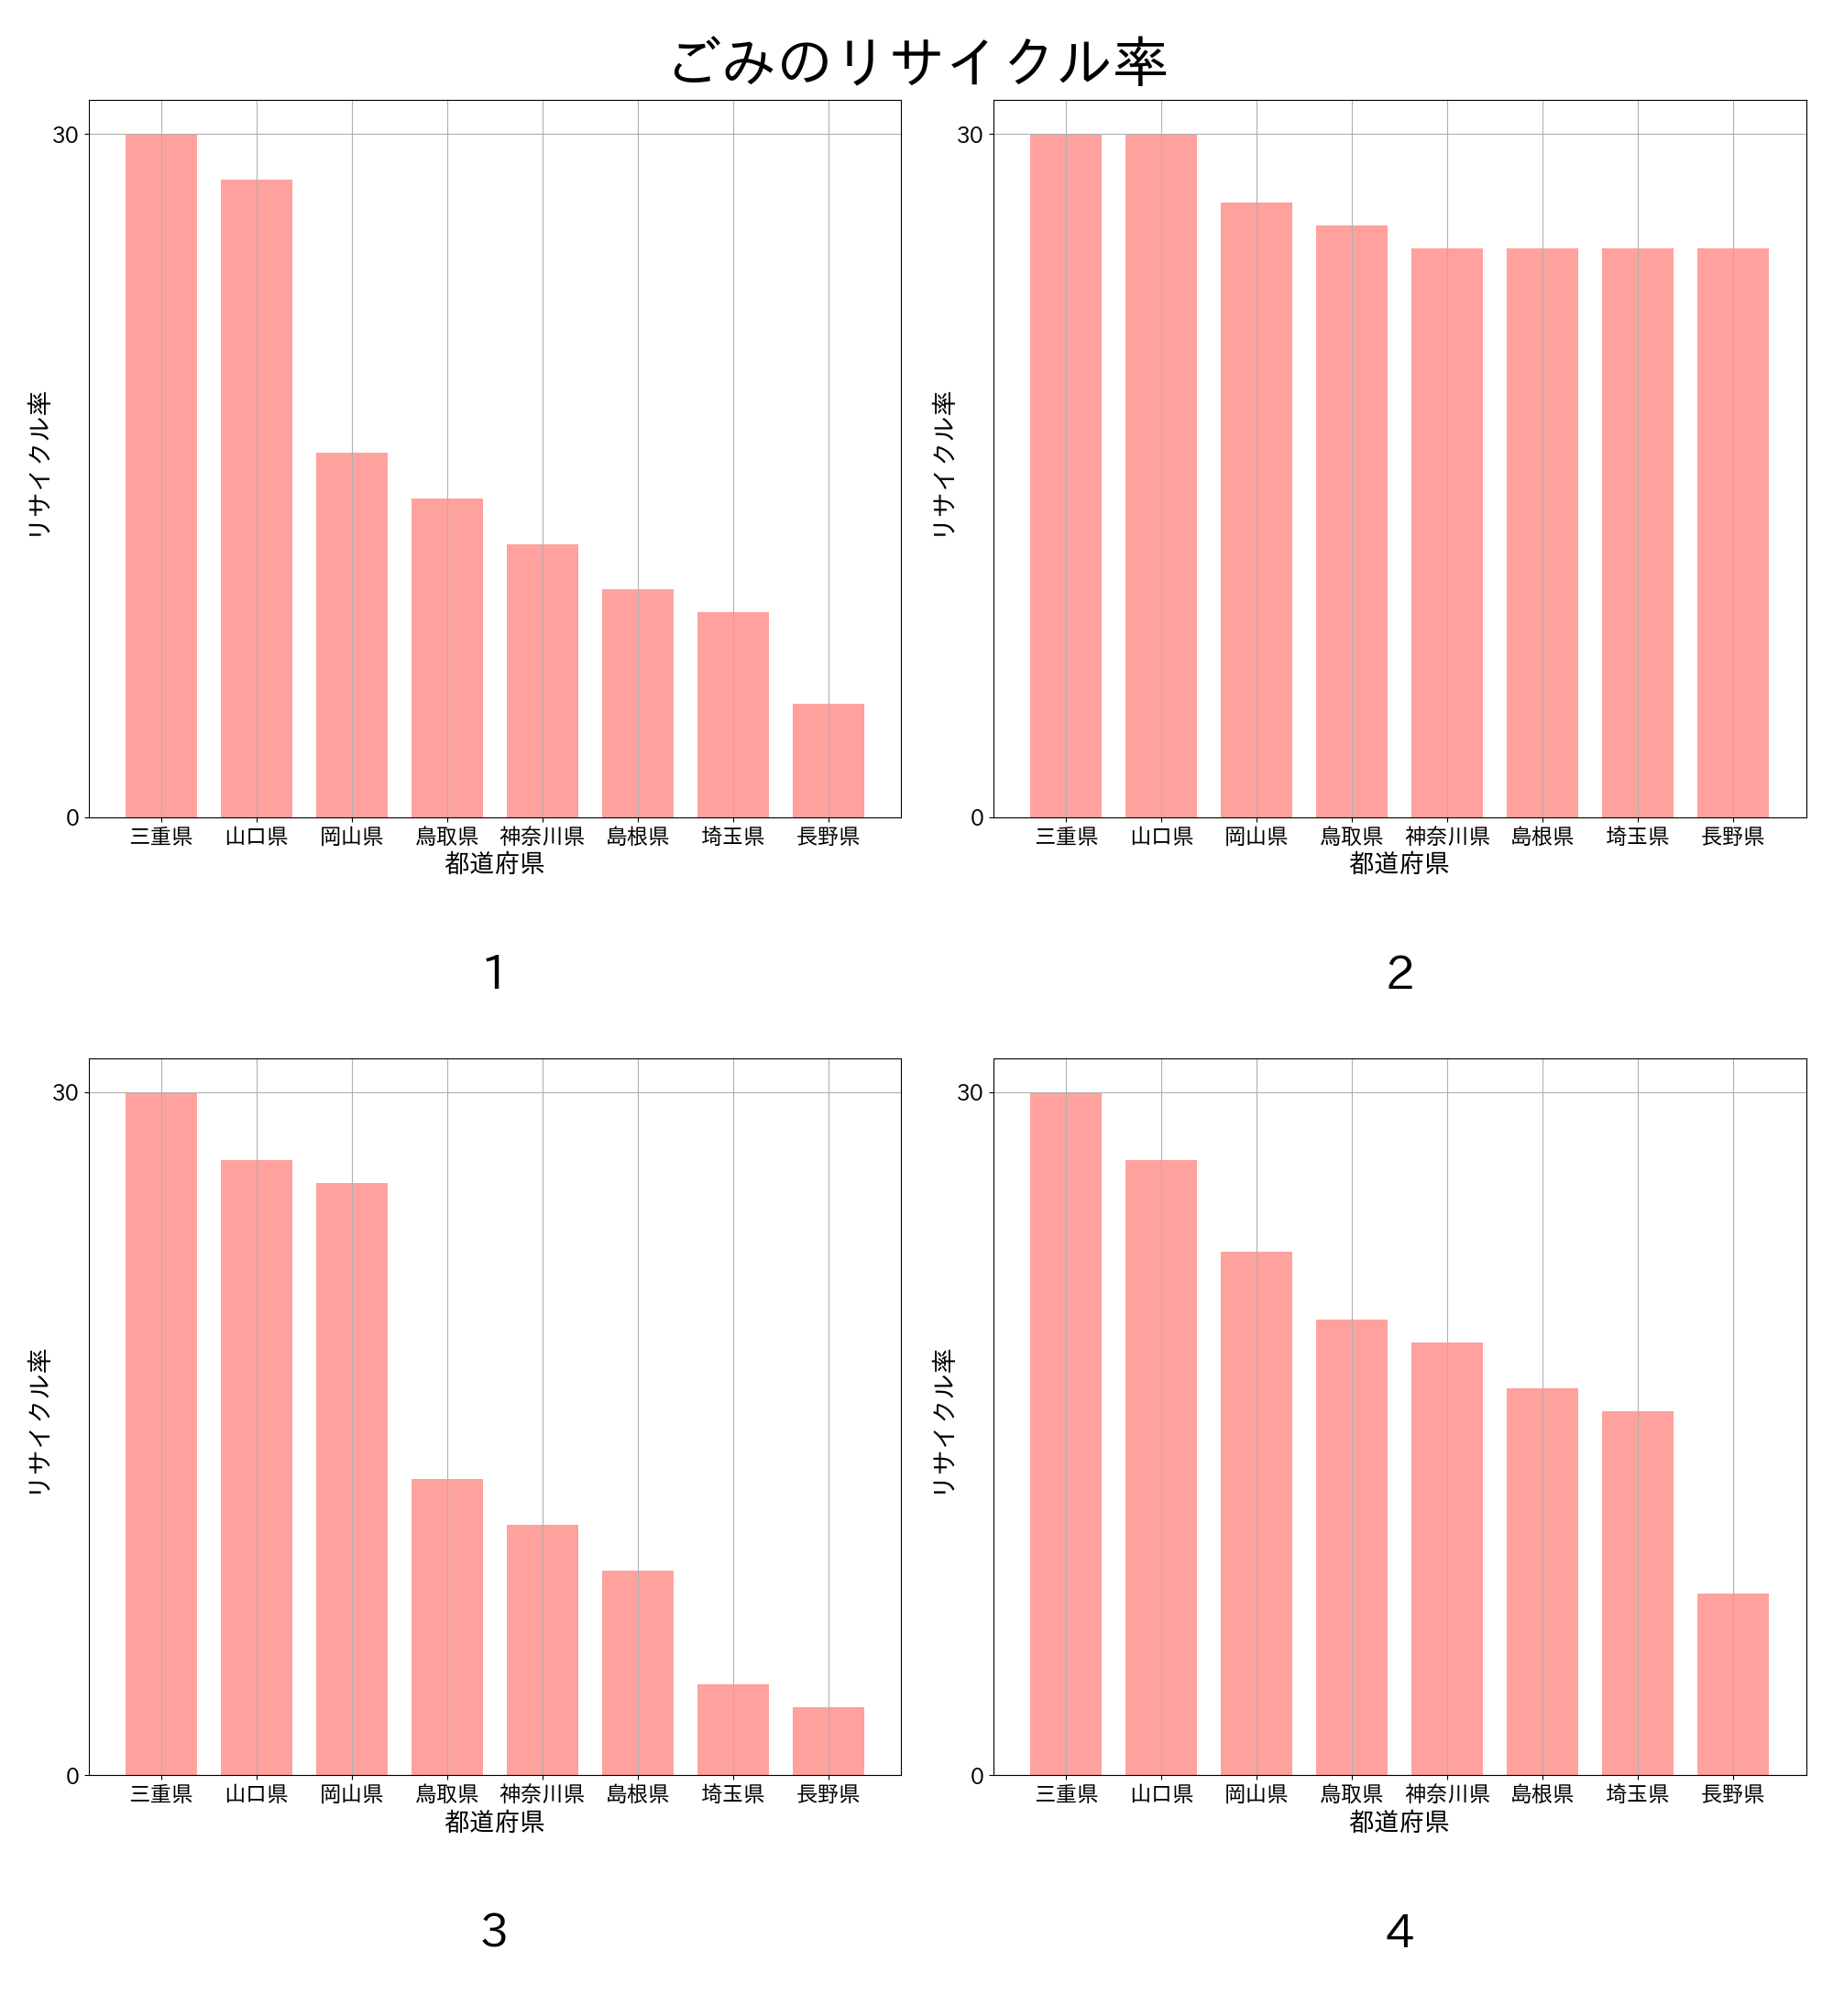 ごみのリサイクル率
30
0
リサイクル率
三重県 山口県 岡山県 鳥取県 神奈川県 島根県 埼玉県 長野県
都道府県
1
30
0
リサイクル率
三重県 山口県 岡山県 鳥取県 神奈川県 島根県 埼玉県 長野県
都道府県
2
30
0
リサイクル率
三重県 山口県 岡山県 鳥取県 神奈川県 島根県 埼玉県 長野県
都道府県
3
30
0
リサイクル率
三重県 山口県 岡山県 鳥取県 神奈川県 島根県 埼玉県 長野県
都道府県
4